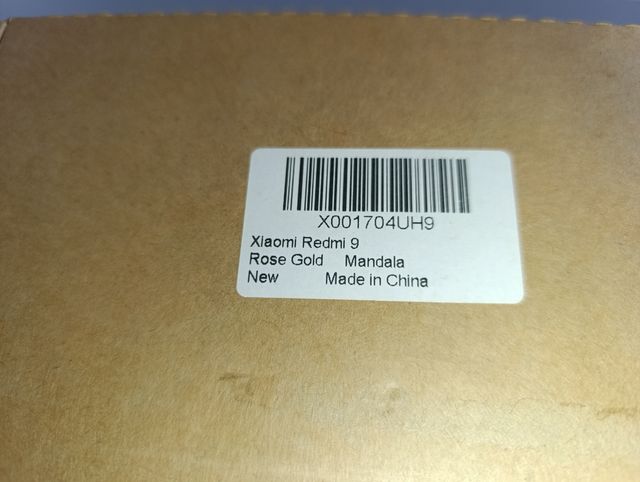 X001704UH9
Xiaomi Redmi 9
Rose Gold Mandala
New Made in China